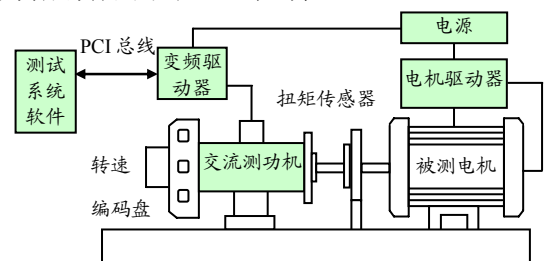 电源
PCI 总线
测试
系统
软件
变频驱
动器
电机驱动器
扭矩传感器
转速
编码盘
交流测功机
被测电机